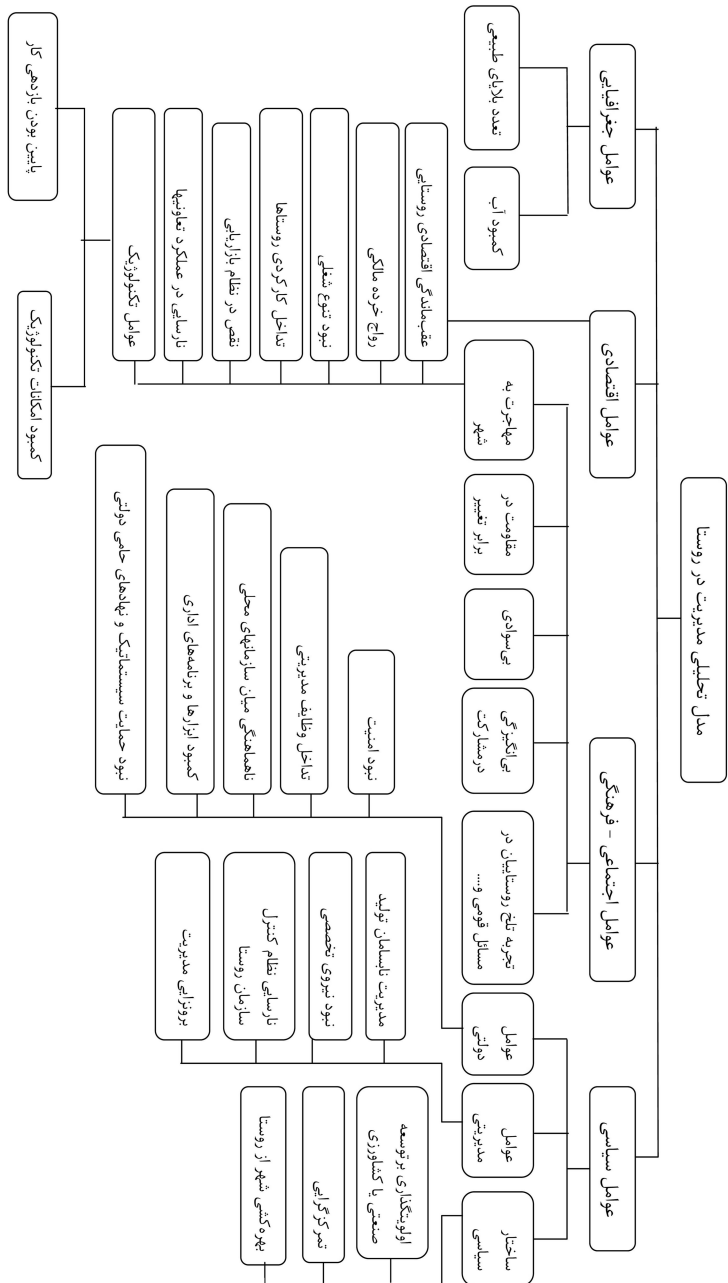 مدل تحلیلی مدیریت در روستا
عوامل جغرافیایی
تعدد بلایای طبیعی
کمبود آب
عوامل اقتصادی
عقب‌ماندگی اقتصادی روستایی
رواج خرده مالکی
نبود تنوع شغلی
تداخل کارکردی روستاها
نقص در نظام بازاریابی
نارسایی در عملکرد تعاونیها
عوامل تکنولوژیک
پایین بودن بازدهی کار
کمبود امکانات تکنولوژیک
عوامل اجتماعی - فرهنگی
مهاجرت به
شهر
مقاومت در
برابر تغییر
بی‌سوادی
بی‌انگیزگی
درمشارکت
تجربه تلخ روستاییان در
مسائل قومی و....
عوامل سیاسی
عوامل
دولتی
نبود امنیت
تداخل وظایف مدیریتی
ناهماهنگی میان سازمانهای محلی
کمبود ابزارها و برنامه‌های اداری
نبود حمایت سیستماتیک و نهادهای حامی دولتی
عوامل
مدیریتی
مدیریت نابسامان تولید
نبود نیروی تخصصی
نارسایی نظام کنترل
سازمان روستا
برونزایی مدیریت
ساختار
سیاسی
اولویتگذاری برتوسعه
صنعتی یا کشاورزی
تمرکزگرایی
بهره‌کشی شهر از روستا